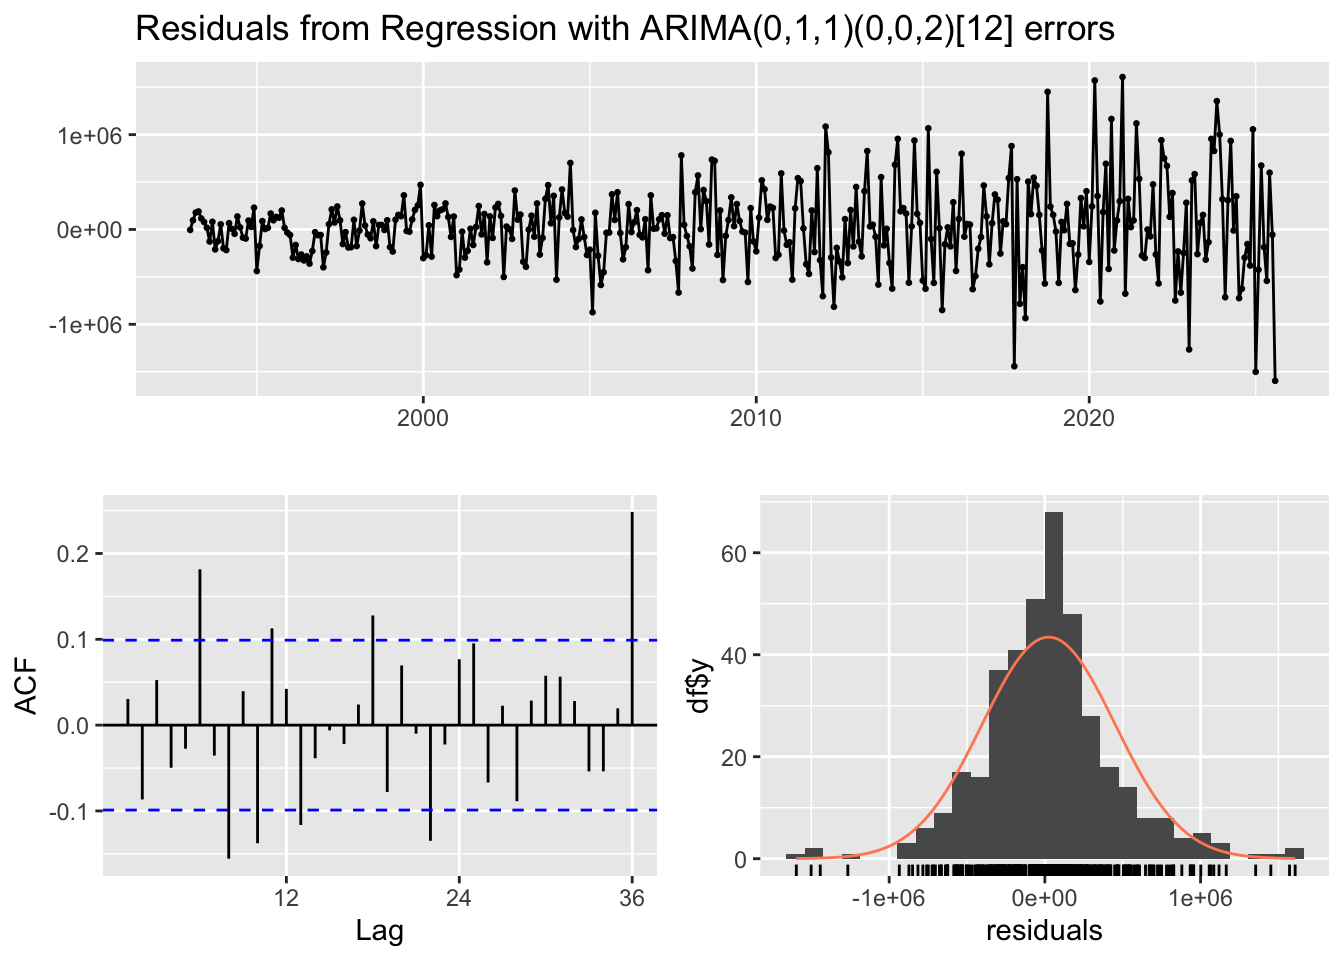 Residuals from Regression with ARIMA(0,1,1)(0,0,2)[12] errors
1e+06
0e+00
-1e+06
2000 2010 2020
0.2
0.1
0.0
-0.1
ACF
12 24 36
Lag
60
40
20
0
df$y
-1e+06 0e+00 1e+06
residuals